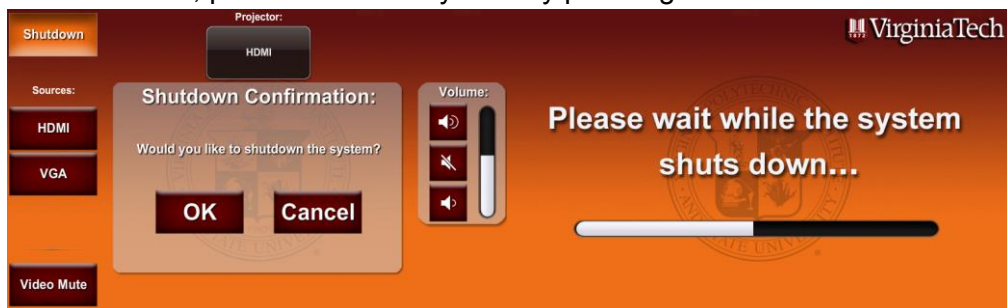 Shutdown
Projector:
HDMI
VirginiaTech
1872
Sources:
HDMI
VGA
Video Mute
Shutdown Confirmation:
Would you like to shutdown the system?
OK
Cancel
Volume:
Please wait while the system
shuts down...